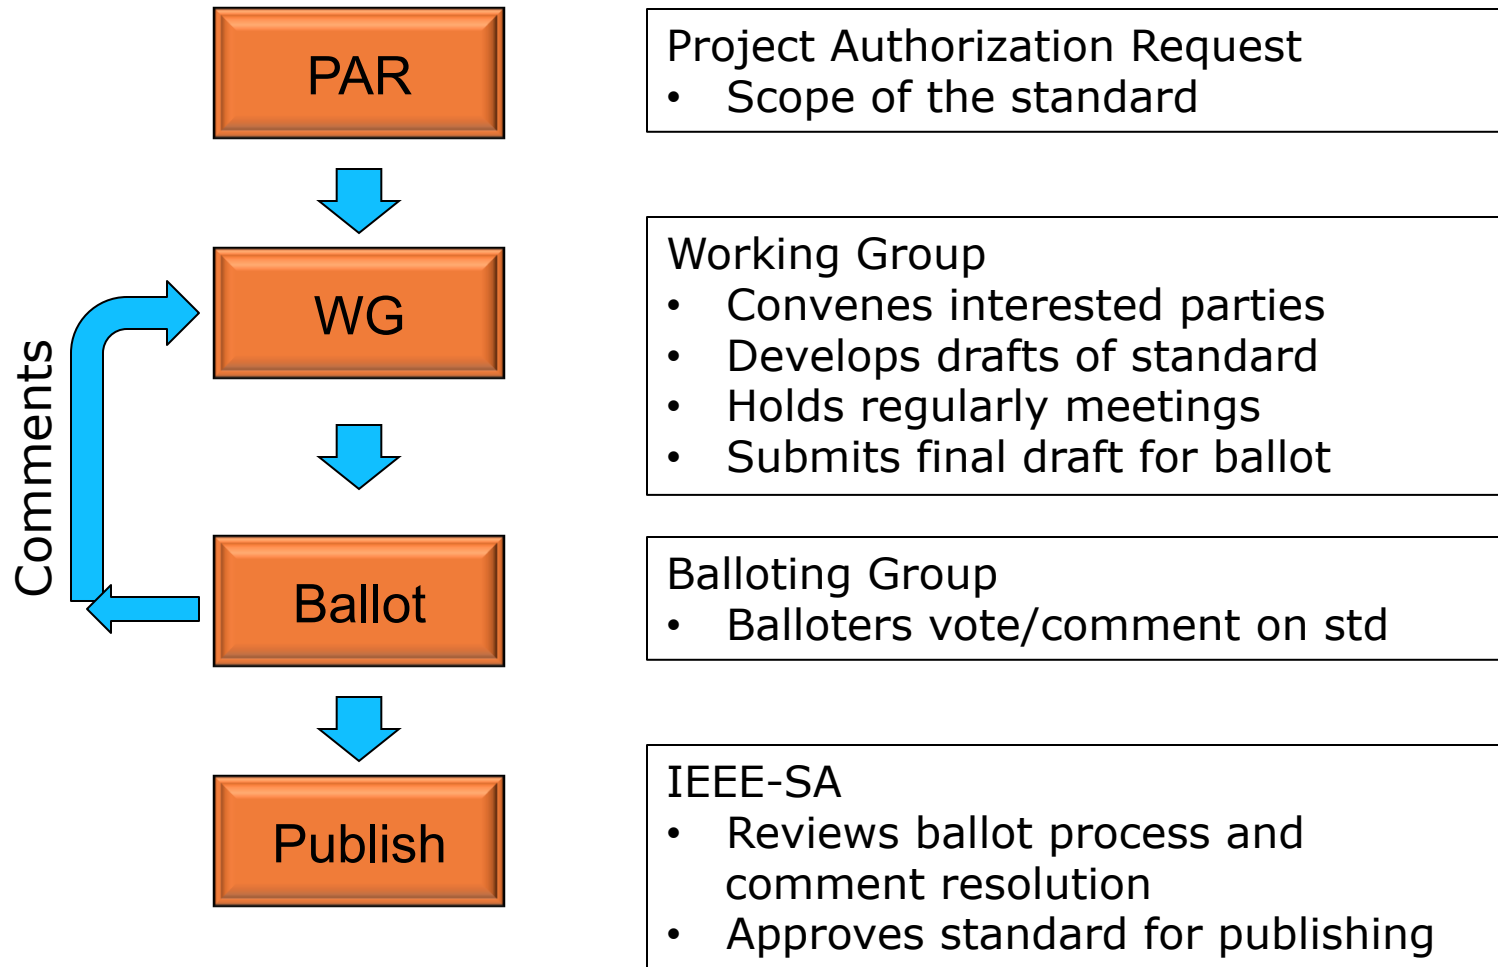 PAR
Project Authorization Request
• Scope of the standard
WG
Working Group
• Convenes interested parties
• Develops drafts of standard
• Holds regularly meetings
• Submits final draft for ballot
Comments
Ballot
Balloting Group
• Balloters vote/comment on std
Publish
IEEE-SA
• Reviews ballot process and
comment resolution
• Approves standard for publishing